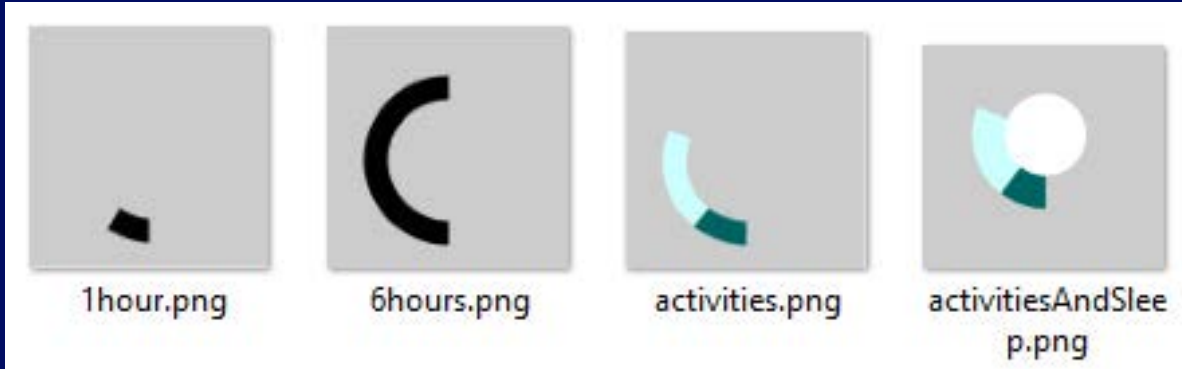 1hour.png
6hours.png
activities.png
activitiesAndSlee
p.png